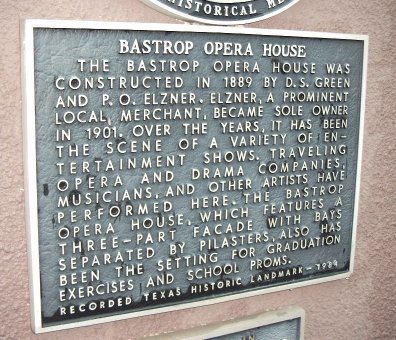 HISTORICAL
BASTROP OPERA HOUSE
THE BASTROP OPERA HOUSE WAS
CONSTRUCTED IN 1889 BY D.S. GREEN
AND P.O. ELZNER. ELZNER, A PROMINENT
LOCAL MERCHANT, BECAME SOLE OWNER
IN 1901. OVER THE YEARS, IT HAS BEEN
THE SCENE OF A VARIETY OF EN-
TERTAINMENT SHOWS. TRAVELING
OPERA AND DRAMA COMPANIES,
MUSICIANS, AND OTHER ARTISTS HAVE
PERFORMED HERE. THE BASTROP
OPERA HOUSE, WHICH FEATURES A
THREE-PART FACADE WITH BAYS
SEPARATED BY PILASTERS, ALSO HAS
BEEN THE SETTING FOR GRADUATION
EXERCISES AND SCHOOL PROMS.
RECORDED TEXAS HISTORIC LANDMARK - 1989